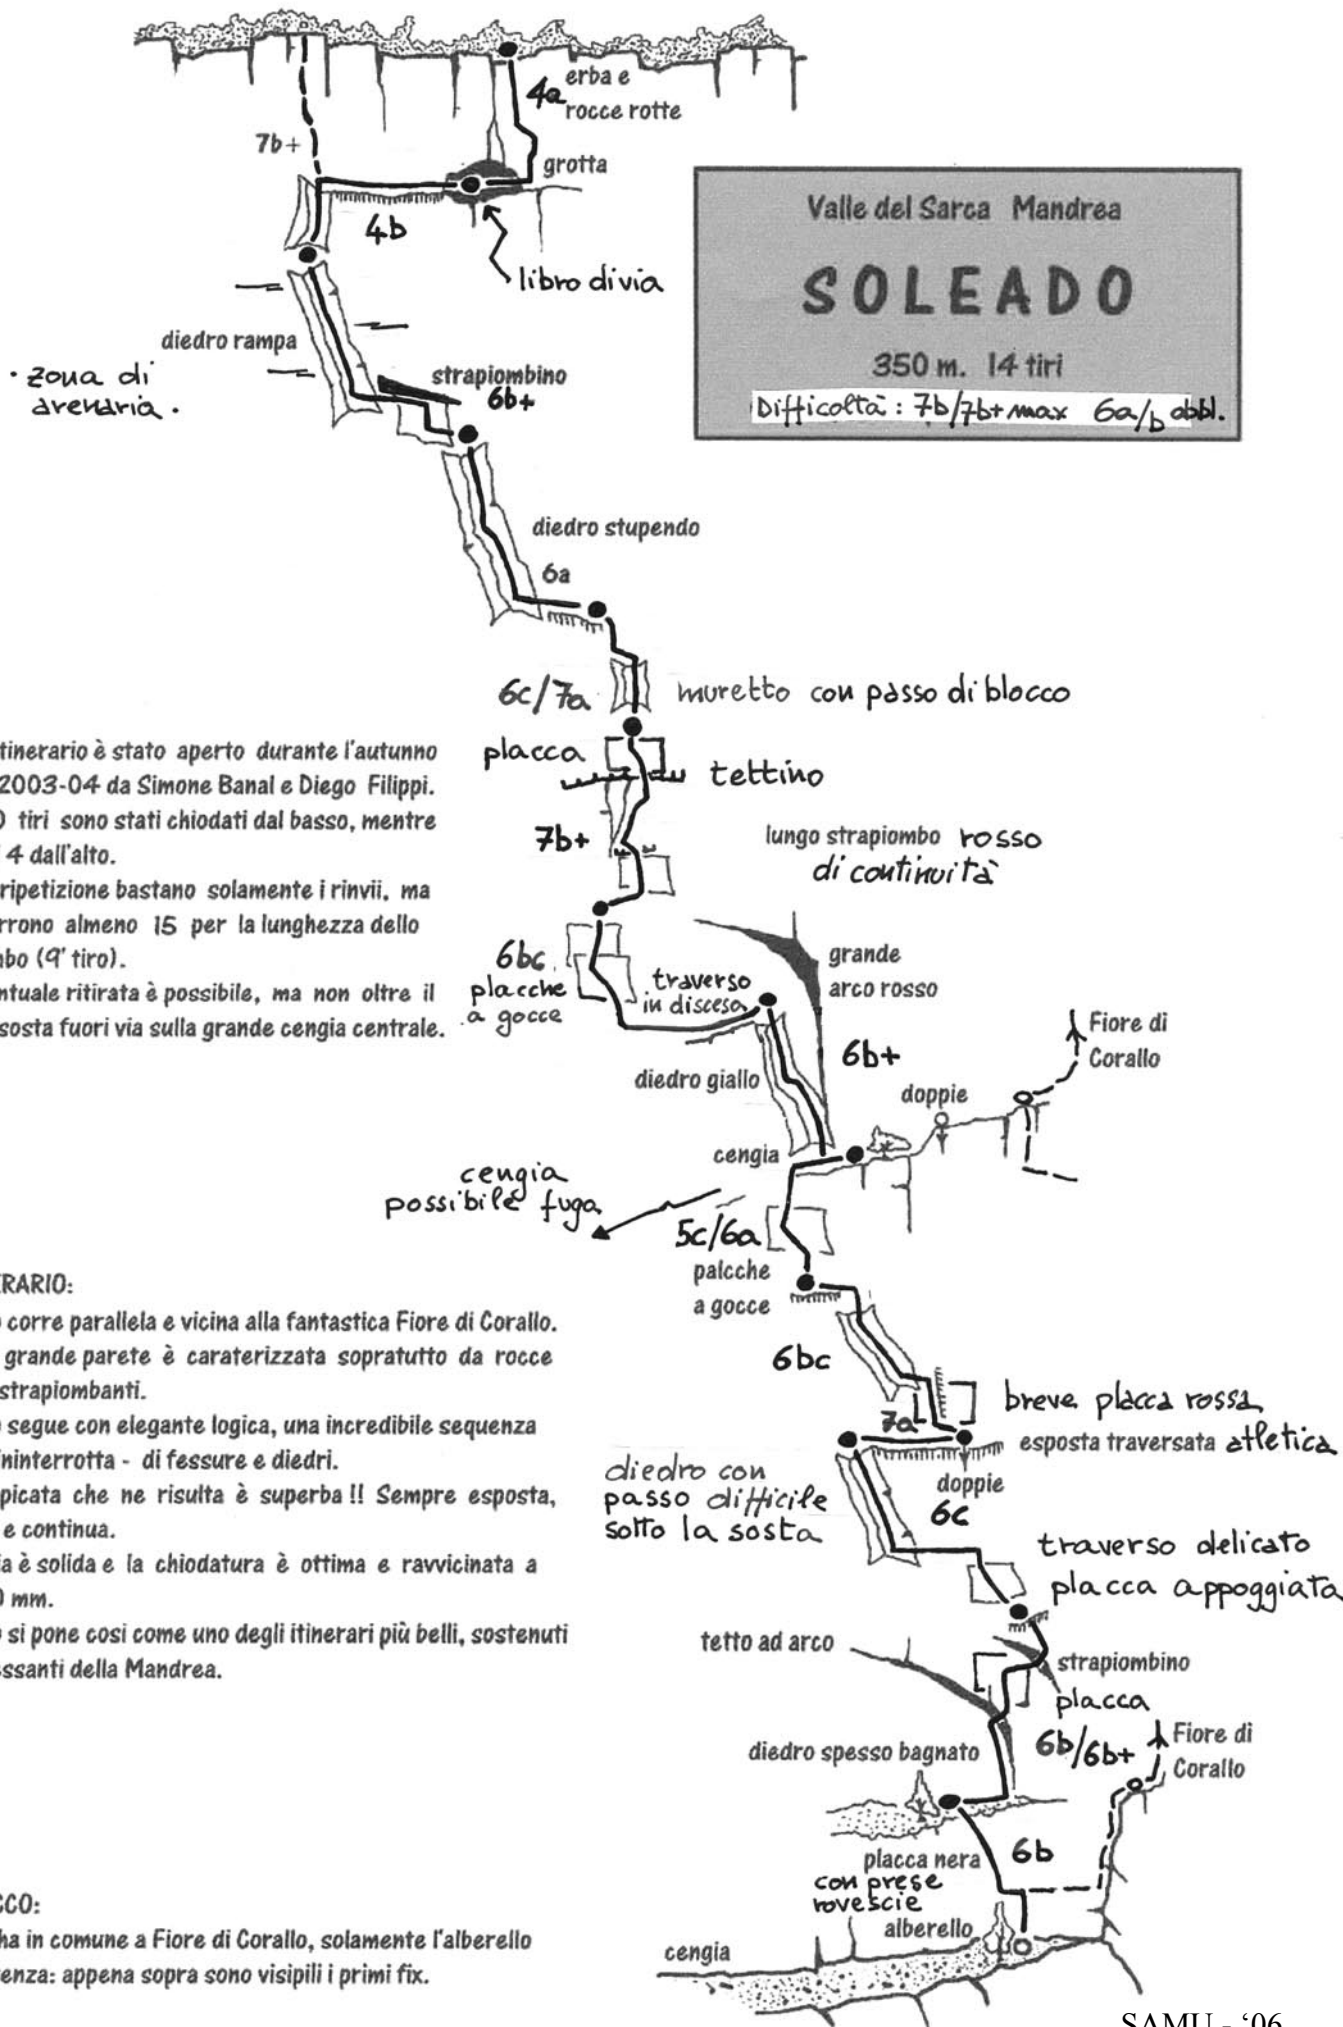 erba e
4a
rocce rotte
7b+
grotta
4b
libro di via
Valle del Sarca Mandrea
SOLEADO
350 m. 14 tiri
Difficoltà: 7b/7b+ max 6a/b obbl.
diedro rampa
. zona di
arenaria .
strapiombino
6b+
diedro stupendo
6a
6c/7a
muretto con passo di blocco
placca
tettino
7b+
lungo strapiombo rosso
di continuità
tinerario è stato aperto durante l'autunno
2003-04 da Simone Banal e Diego Filippi.
tiri sono stati chiodati dal basso, mentre
4 dall'alto.
ripetizione bastano solamente i rinvii, ma
rrono almeno 15 per la lunghezza dello
nbo (9' tiro).
ntuale ritirata è possibile, ma non oltre il
sosta fuori via sulla grande cengia centrale.
6bc
placche
a gocce
traverso
in discesa
grande
arco rosso
6b+
diedro giallo
doppie
Fiore di
Corallo
cengia
cengia
possibile fuga
5c/6a
palcche
a gocce
ERARIO:
corre parallela e vicina alla fantastica Fiore di Corallo.
grande parete è caraterizzata sopratutto da rocce
strapiombanti.
segue con elegante logica, una incredibile sequenza
ininterrotta - di fessure e diedri.
picata che ne risulta è superba !! Sempre esposta,
e continua.
ia è solida e la chiodatura è ottima e ravvicinata a
mm.
si pone cosi come uno degli itinerari più belli, sostenuti
ssanti della Mandrea.
6bc
7a
breve placca rossa
esposta traversata atletica
doppie
diedro con
passo difficile
sotto la sosta
6c
traverso delicato
placca appoggiata
tetto ad arco
strapiombino
placca
6b/6b+
Fiore di
Corallo
diedro spesso bagnato
6b
placca nera
con prese
rovescie
alberello
cengia
CCO:
ha in comune a Fiore di Corallo, solamente l'alberello
enza: appena sopra sono visipili i primi fix.
SAMU - '06